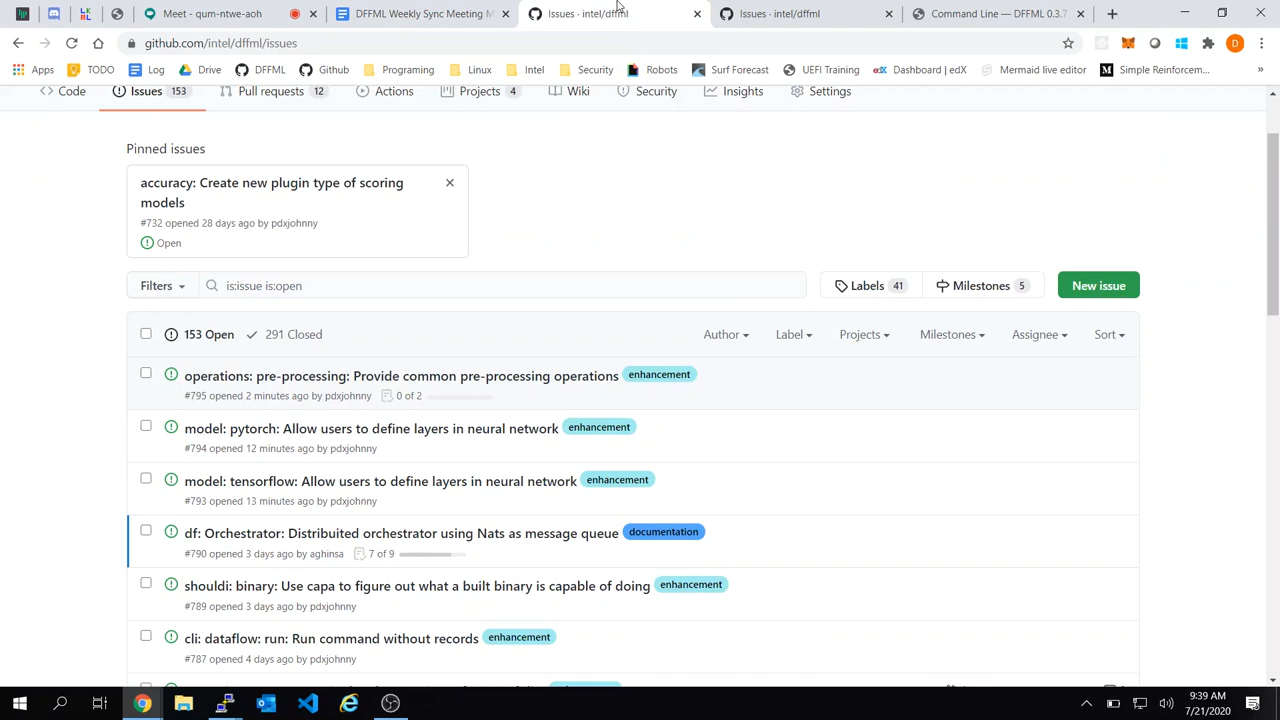 Meet - qum-ntwe-aoh
DFFML Weekly Sync Meeting M
Issues · intel/dffml
Issues · intel/dffml
Command Line — DFFML 0.3.7
github.com/intel/dffml/issues
Apps
TODO
Log
Drive
DFFML
Github
Programing
Linux
Intel
Security
Robots
Surf Forecast
UEFI Training
Dashboard | edX
Mermaid live editor
Simple Reinforcem...
Code
Issues 153
Pull requests 12
Actions
Projects 4
Wiki
Security
Insights
Settings
Pinned issues
accuracy: Create new plugin type of scoring
models
#732 opened 28 days ago by pdxjohnny
Open
Filters
is:issue is:open
Labels 41
Milestones 5
New issue
153 Open
291 Closed
Author
Label
Projects
Milestones
Assignee
Sort
operations: pre-processing: Provide common pre-processing operations enhancement
#795 opened 2 minutes ago by pdxjohnny 0 of 2
model: pytorch: Allow users to define layers in neural network enhancement
#794 opened 12 minutes ago by pdxjohnny
model: tensorflow: Allow users to define layers in neural network enhancement
#793 opened 13 minutes ago by pdxjohnny
df: Orchestrator: Distribuited orchestrator using Nats as message queue documentation
#790 opened 3 days ago by aghinsa 7 of 9
shouldi: binary: Use capa to figure out what a built binary is capable of doing enhancement
#789 opened 3 days ago by pdxjohnny
cli: dataflow: run: Run command without records enhancement
#787 opened 4 days ago by pdxjohnny
9:39 AM
7/21/2020